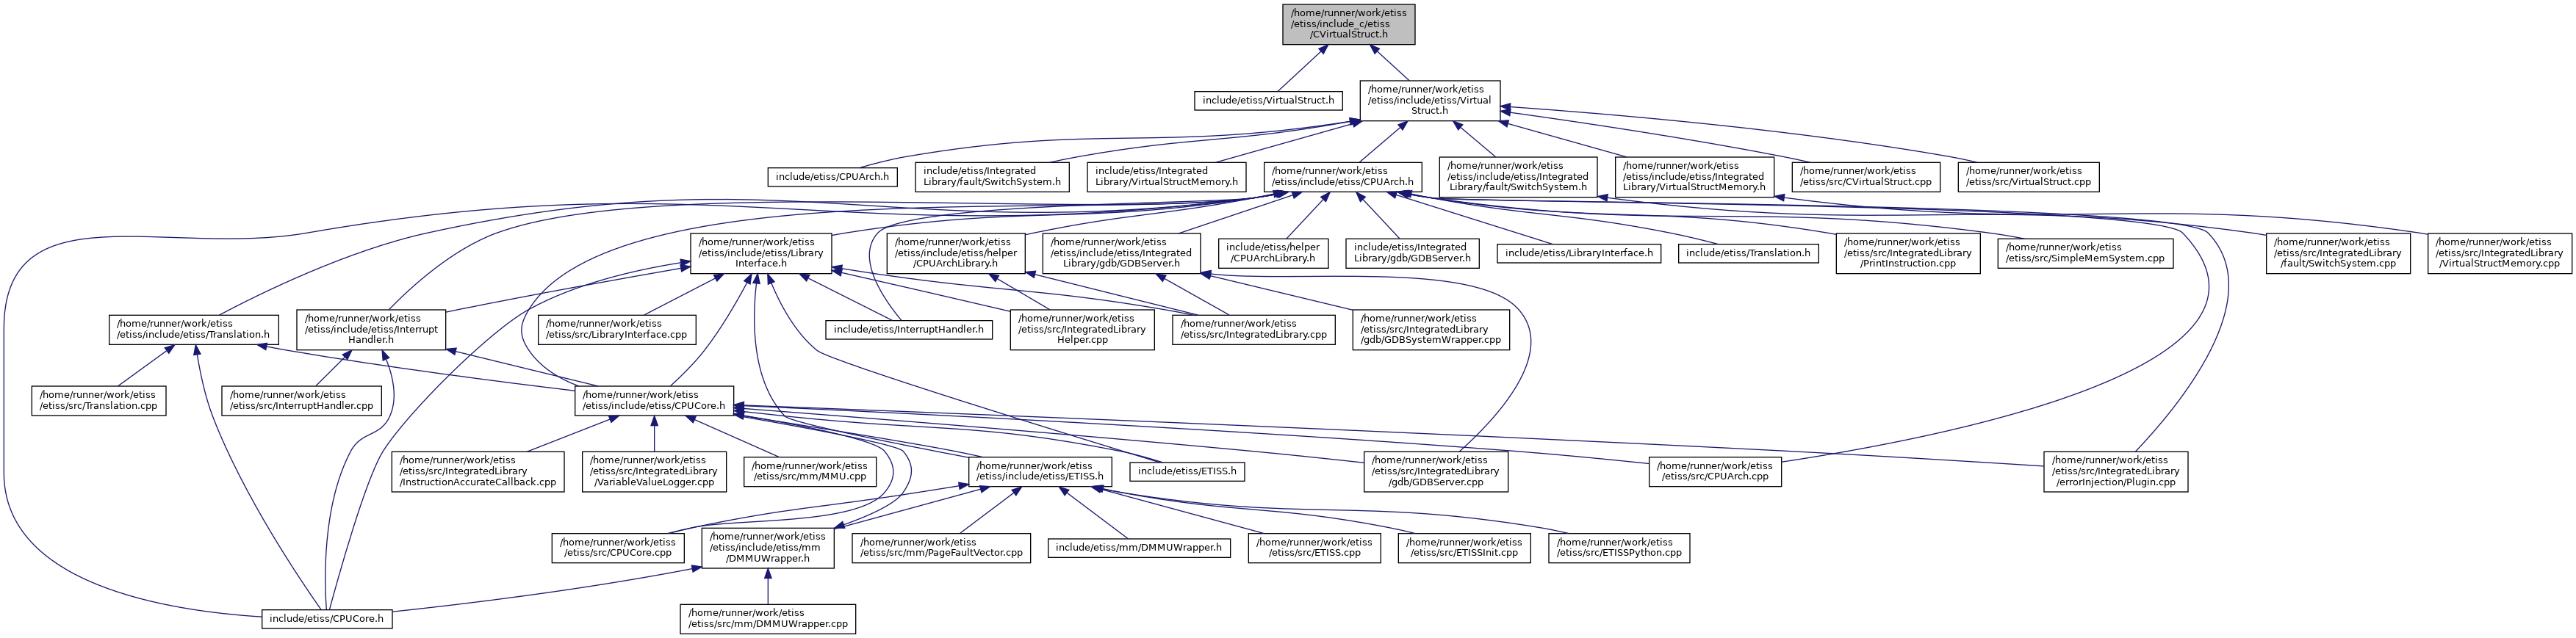 /home/runner/work/etiss
/etiss/include_c/etiss
/CVirtualStruct.h
include/etiss/VirtualStruct.h
/home/runner/work/etiss
/etiss/include/etiss/Virtual
Struct.h
include/etiss/CPUArch.h
include/etiss/Integrated
Library/fault/SwitchSystem.h
include/etiss/Integrated
Library/VirtualStructMemory.h
/home/runner/work/etiss
/etiss/include/etiss/CPUArch.h
/home/runner/work/etiss
/etiss/include/etiss/Integrated
Library/fault/SwitchSystem.h
/home/runner/work/etiss
/etiss/include/etiss/Integrated
Library/VirtualStructMemory.h
/home/runner/work/etiss
/etiss/src/CVirtualStruct.cpp
/home/runner/work/etiss
/etiss/src/VirtualStruct.cpp
/home/runner/work/etiss
/etiss/include/etiss/Library
Interface.h
/home/runner/work/etiss
/etiss/include/etiss/helper
/CPUArchLibrary.h
/home/runner/work/etiss
/etiss/include/etiss/Integrated
Library/gdb/GDBServer.h
include/etiss/helper
/CPUArchLibrary.h
include/etiss/Integrated
Library/gdb/GDBServer.h
include/etiss/LibraryInterface.h
include/etiss/Translation.h
/home/runner/work/etiss
/etiss/src/IntegratedLibrary
/PrintInstruction.cpp
/home/runner/work/etiss
/etiss/src/SimpleMemSystem.cpp
/home/runner/work/etiss
/etiss/src/IntegratedLibrary
/fault/SwitchSystem.cpp
/home/runner/work/etiss
/etiss/src/IntegratedLibrary
/VirtualStructMemory.cpp
/home/runner/work/etiss
/etiss/include/etiss/Translation.h
/home/runner/work/etiss
/etiss/include/etiss/Interrupt
Handler.h
/home/runner/work/etiss
/etiss/src/LibraryInterface.cpp
include/etiss/InterruptHandler.h
/home/runner/work/etiss
/etiss/src/IntegratedLibrary
Helper.cpp
/home/runner/work/etiss
/etiss/src/IntegratedLibrary.cpp
/home/runner/work/etiss
/etiss/src/IntegratedLibrary
/gdb/GDBSystemWrapper.cpp
/home/runner/work/etiss
/etiss/src/Translation.cpp
/home/runner/work/etiss
/etiss/src/InterruptHandler.cpp
/home/runner/work/etiss
/etiss/include/etiss/CPUCore.h
/home/runner/work/etiss
/etiss/src/IntegratedLibrary
/InstructionAccurateCallback.cpp
/home/runner/work/etiss
/etiss/src/IntegratedLibrary
/VariableValueLogger.cpp
/home/runner/work/etiss
/etiss/src/mm/MMU.cpp
/home/runner/work/etiss
/etiss/include/etiss/ETISS.h
include/etiss/ETISS.h
/home/runner/work/etiss
/etiss/src/IntegratedLibrary
/gdb/GDBServer.cpp
/home/runner/work/etiss
/etiss/src/CPUArch.cpp
/home/runner/work/etiss
/etiss/src/IntegratedLibrary
/errorInjection/Plugin.cpp
/home/runner/work/etiss
/etiss/src/CPUCore.cpp
/home/runner/work/etiss
/etiss/include/etiss/mm
/DMMUWrapper.h
/home/runner/work/etiss
/etiss/src/mm/PageFaultVector.cpp
include/etiss/mm/DMMUWrapper.h
/home/runner/work/etiss
/etiss/src/ETISS.cpp
/home/runner/work/etiss
/etiss/src/ETISSInit.cpp
/home/runner/work/etiss
/etiss/src/ETISSPython.cpp
include/etiss/CPUCore.h
/home/runner/work/etiss
/etiss/src/mm/DMMUWrapper.cpp